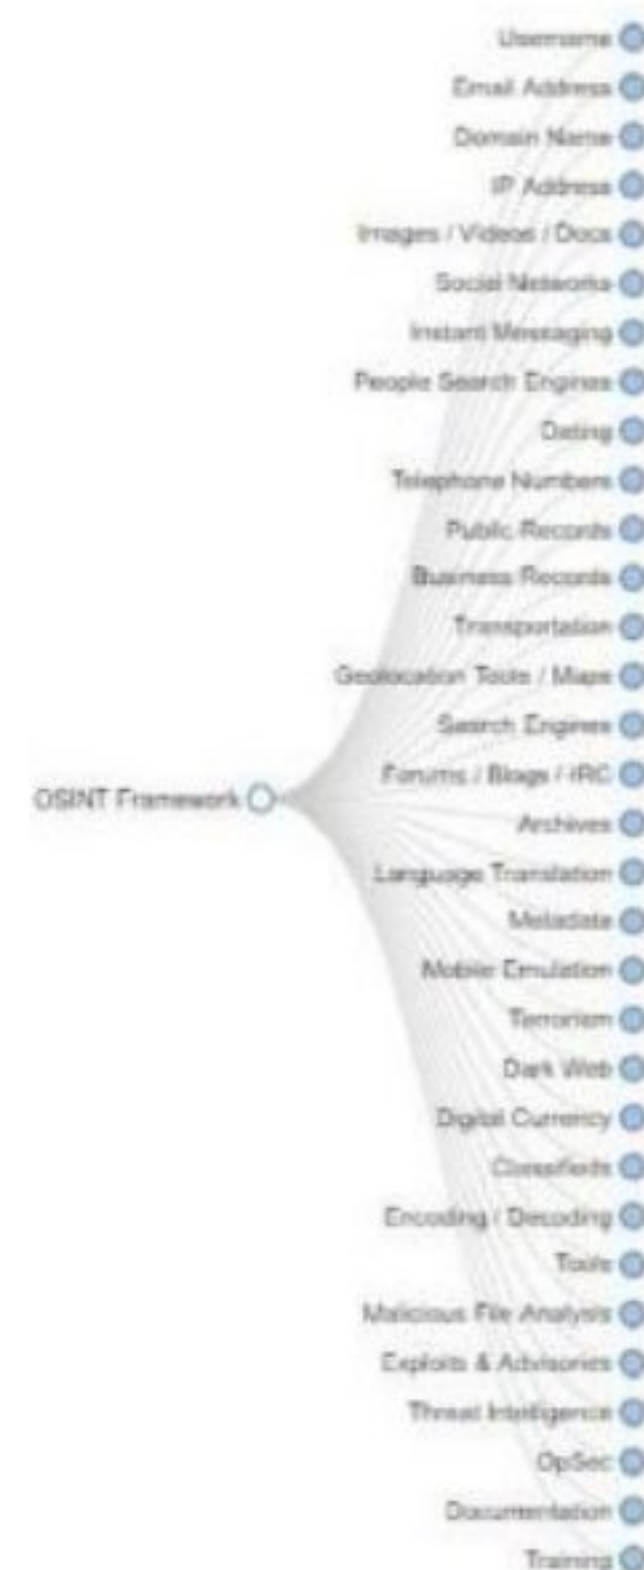 Username
Email Address
Domain Name
IP Address
Images / Videos / Docs
Social Networks
Instant Messaging
People Search Engines
Dating
Telephone Numbers
Public Records
Business Records
Transportation
Geolocation Tools / Maps
Search Engines
Forums / Blogs / IRC
OSINT Framework
Archives
Language Translation
Metadata
Mobile Emulation
Terrorism
Dark Web
Digital Currency
Classifieds
Encoding / Decoding
Tools
Malicious File Analysis
Exploits & Advisories
Threat Intelligence
OpSec
Documentation
Training